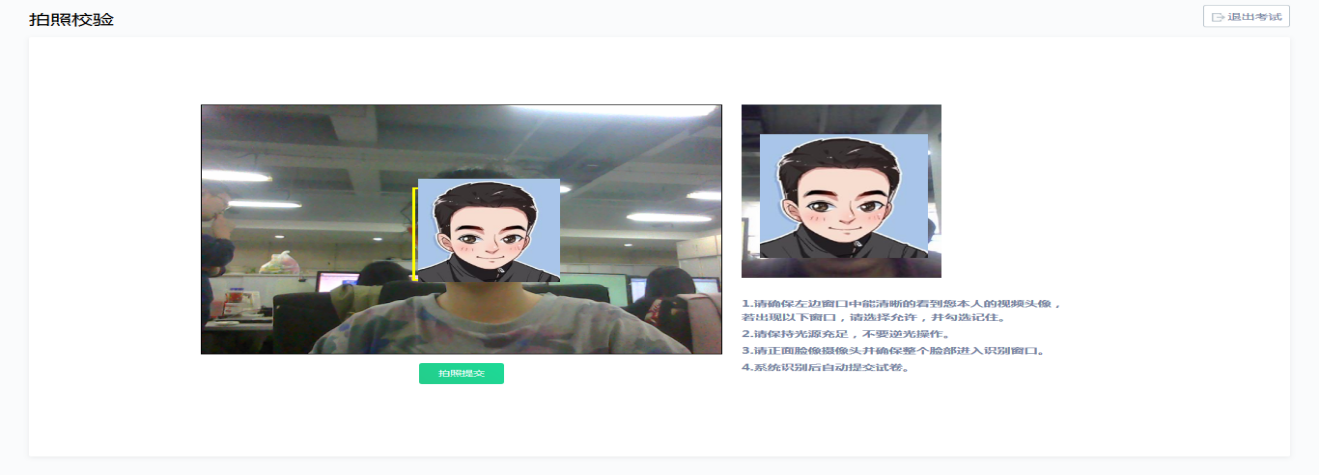 拍照校验
退出考试
1.请确保左边窗口中能清晰的看到您本人的视频头像，
若出现以下窗口，请选择允许，并勾选记住。
2.请保持光源充足，不要逆光操作。
3.请正面脸像摄像头并确保整个脸部进入识别窗口。
4.系统识别后自动提交试卷。
拍照提交